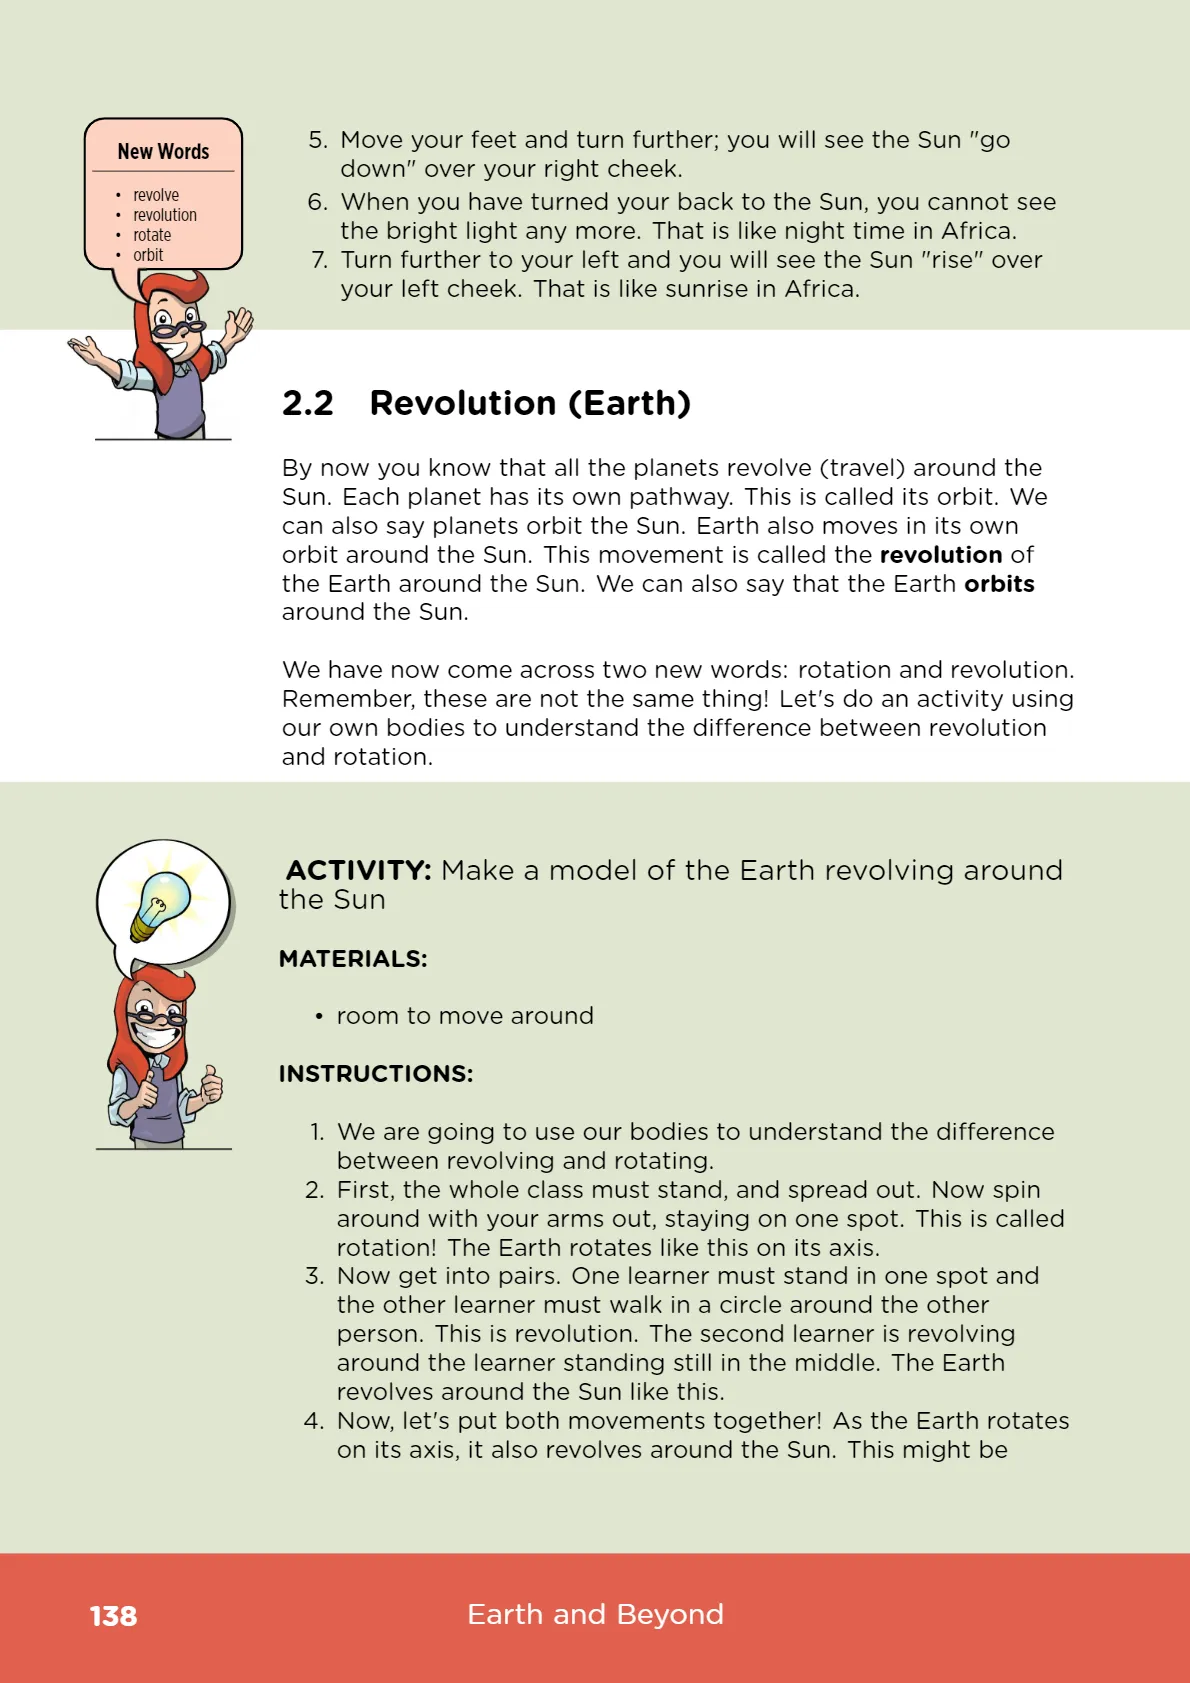 New Words
• revolve
• revolution
• rotate
• orbit
5. Move your feet and turn further; you will see the Sun "go
down" over your right cheek.
6. When you have turned your back to the Sun, you cannot see
the bright light any more. That is like night time in Africa.
7. Turn further to your left and you will see the Sun "rise" over
your left cheek. That is like sunrise in Africa.
2.2 Revolution (Earth)
By now you know that all the planets revolve (travel) around the
Sun. Each planet has its own pathway. This is called its orbit. We
can also say planets orbit the Sun. Earth also moves in its own
orbit around the Sun. This movement is called the revolution of
the Earth around the Sun. We can also say that the Earth orbits
around the Sun.
We have now come across two new words: rotation and revolution.
Remember, these are not the same thing! Let's do an activity using
our own bodies to understand the difference between revolution
and rotation.
ACTIVITY: Make a model of the Earth revolving around
the Sun
MATERIALS:
• room to move around
INSTRUCTIONS:
1. We are going to use our bodies to understand the difference
between revolving and rotating.
2. First, the whole class must stand, and spread out. Now spin
around with your arms out, staying on one spot. This is called
rotation! The Earth rotates like this on its axis.
3. Now get into pairs. One learner must stand in one spot and
the other learner must walk in a circle around the other
person. This is revolution. The second learner is revolving
around the learner standing still in the middle. The Earth
revolves around the Sun like this.
4. Now, let's put both movements together! As the Earth rotates
on its axis, it also revolves around the Sun. This might be
138
Earth and Beyond